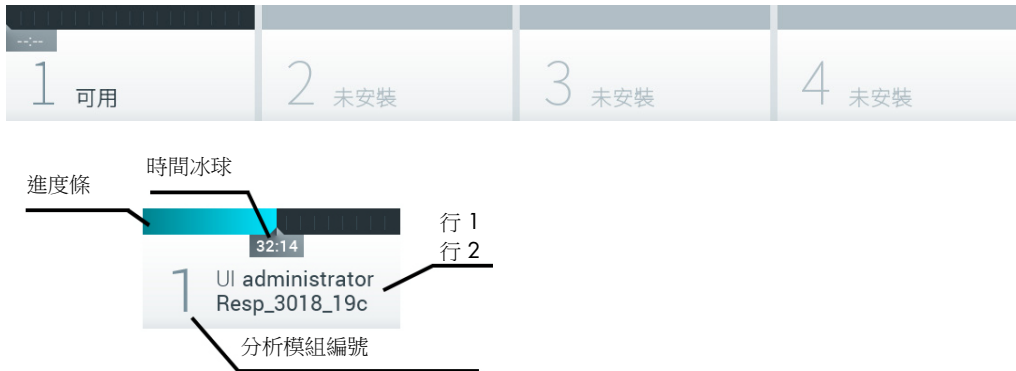 --:--
1 可用
2 未安裝
3 未安裝
4 未安裝
時間冰球
進度條
行 1
32:14
行 2
1 UI administrator
Resp_3018_19c
分析模組編號